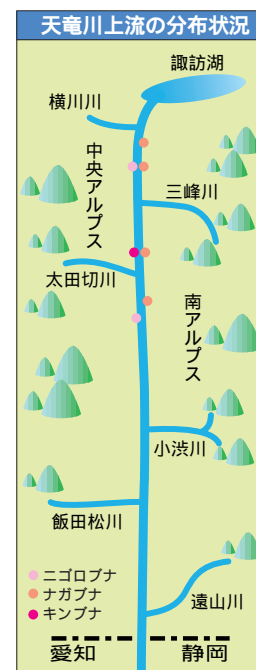 天竜川上流の分布状況
諏訪湖
横川川
中央アルプス
三峰川
太田切川
南アルプス
小渋川
飯田松川
ニゴロブナ
ナガブナ
キンブナ
遠山川
愛知
静岡